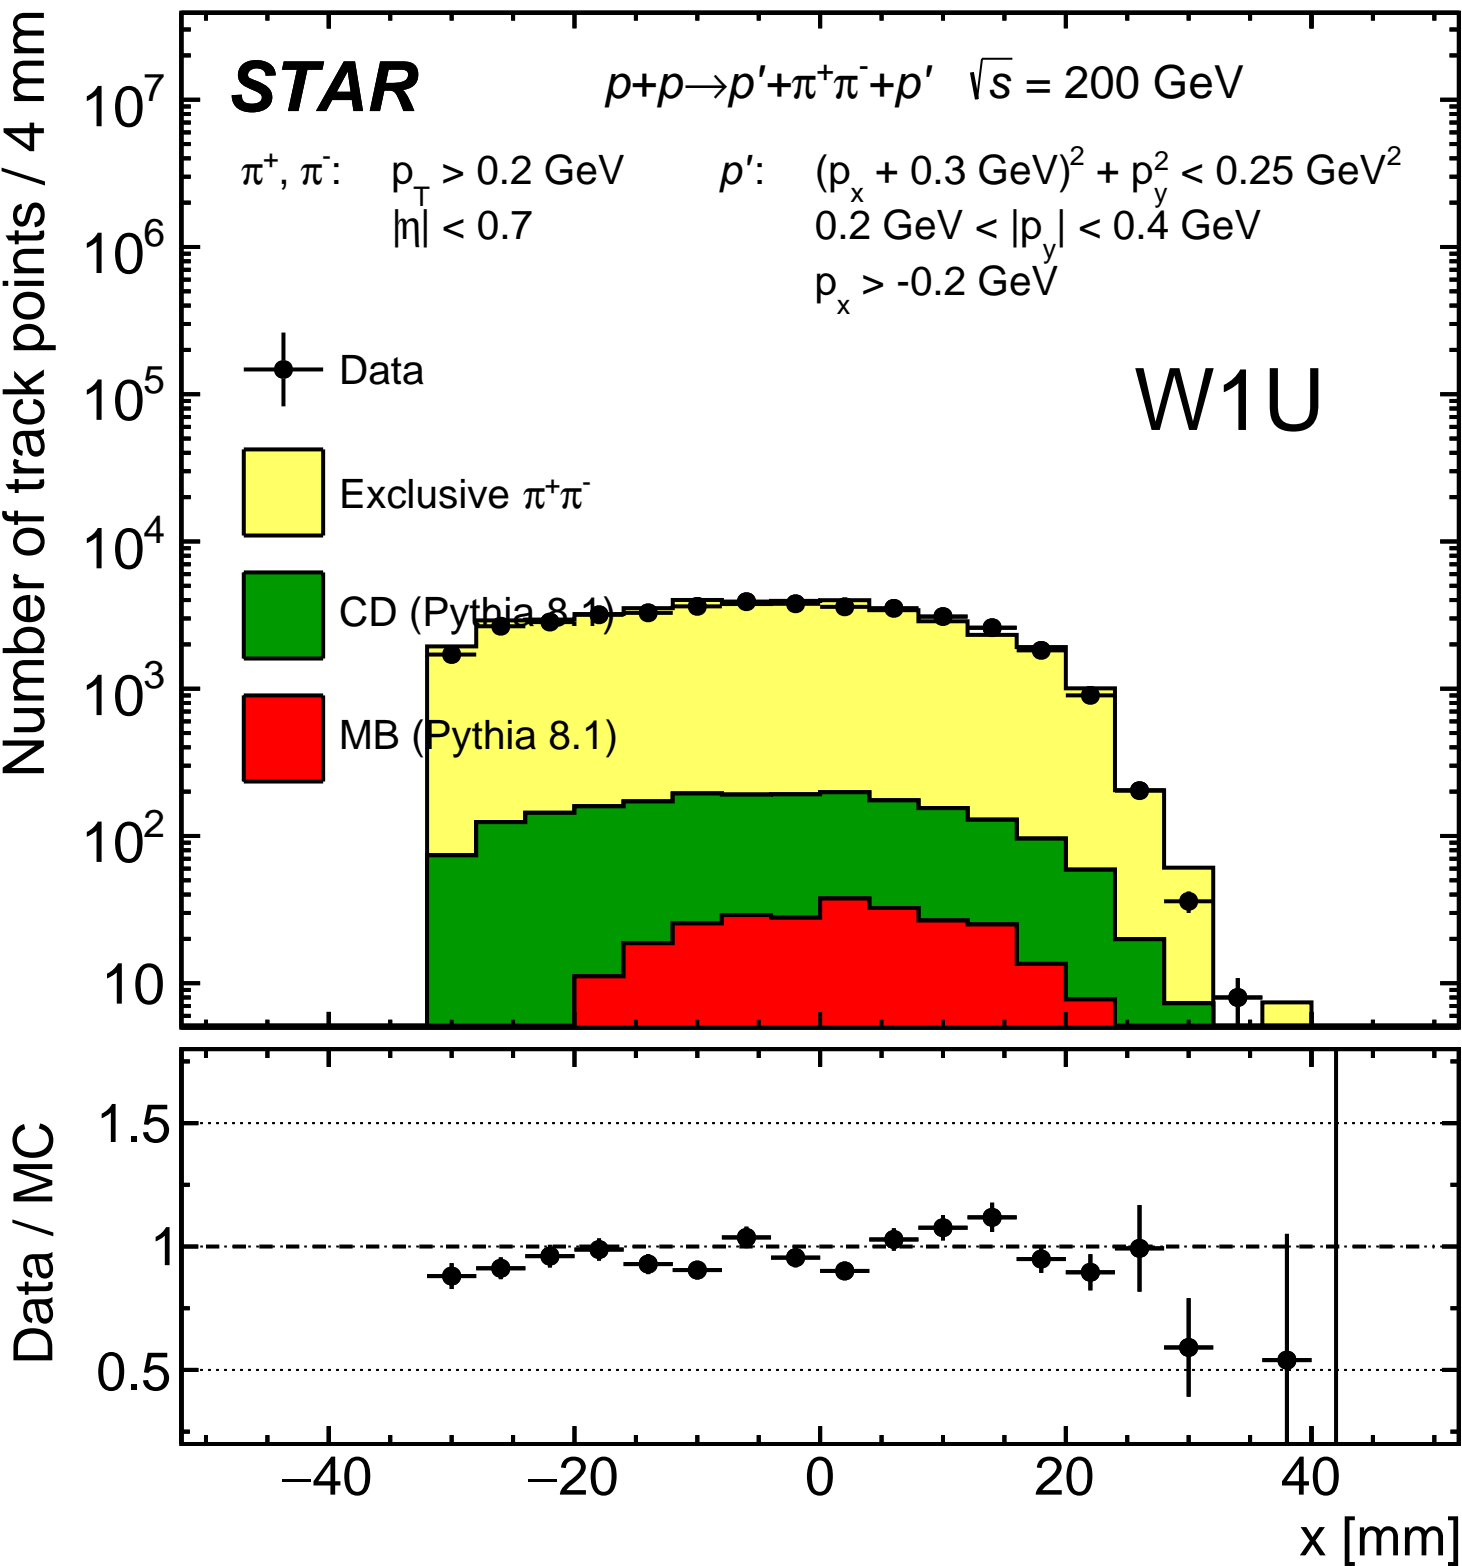 STAR p+p→p′+π⁺π⁻+p′ √s = 200 GeV
π⁺, π⁻: p_T > 0.2 GeV p′: (p_x + 0.3 GeV)² + p_y² < 0.25 GeV²
|η| < 0.7 0.2 GeV < |p_y| < 0.4 GeV
p_x > -0.2 GeV
Data
W1U
Exclusive π⁺π⁻
CD (Pythia 8.1)
MB (Pythia 8.1)
Number of track points / 4 mm
10⁷
10⁶
10⁵
10⁴
10³
10²
10
Data / MC
1.5
1
0.5
−40 −20 0 20 40
x [mm]